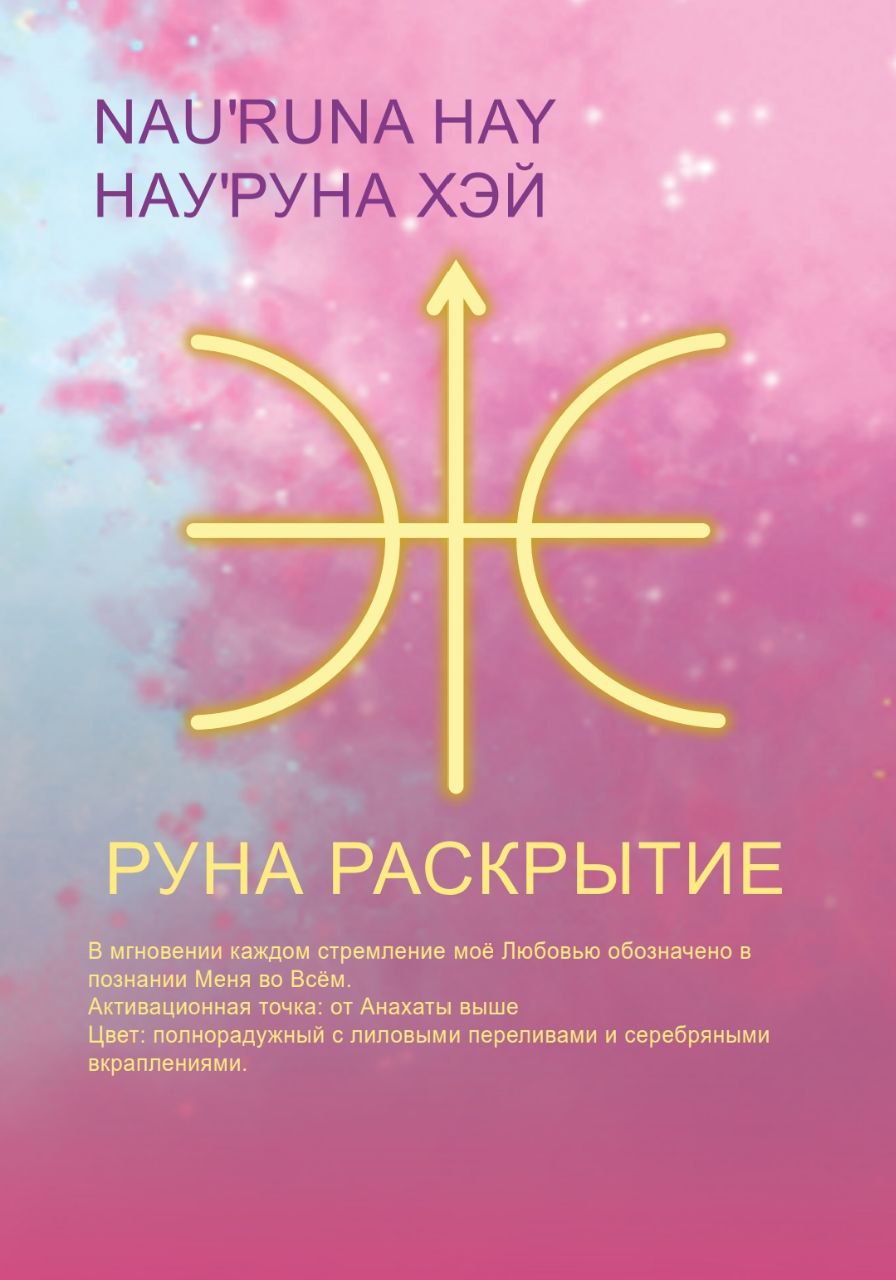 NAU'RUNA HAY
НАУ'РУНА ХЭЙ
РУНА РАСКРЫТИЕ
В мгновении каждом стремление моё Любовью обозначено в
познании Меня во Всём.
Активационная точка: от Анахаты выше
Цвет: полнорадужный с лиловыми переливами и серебряными
вкраплениями.